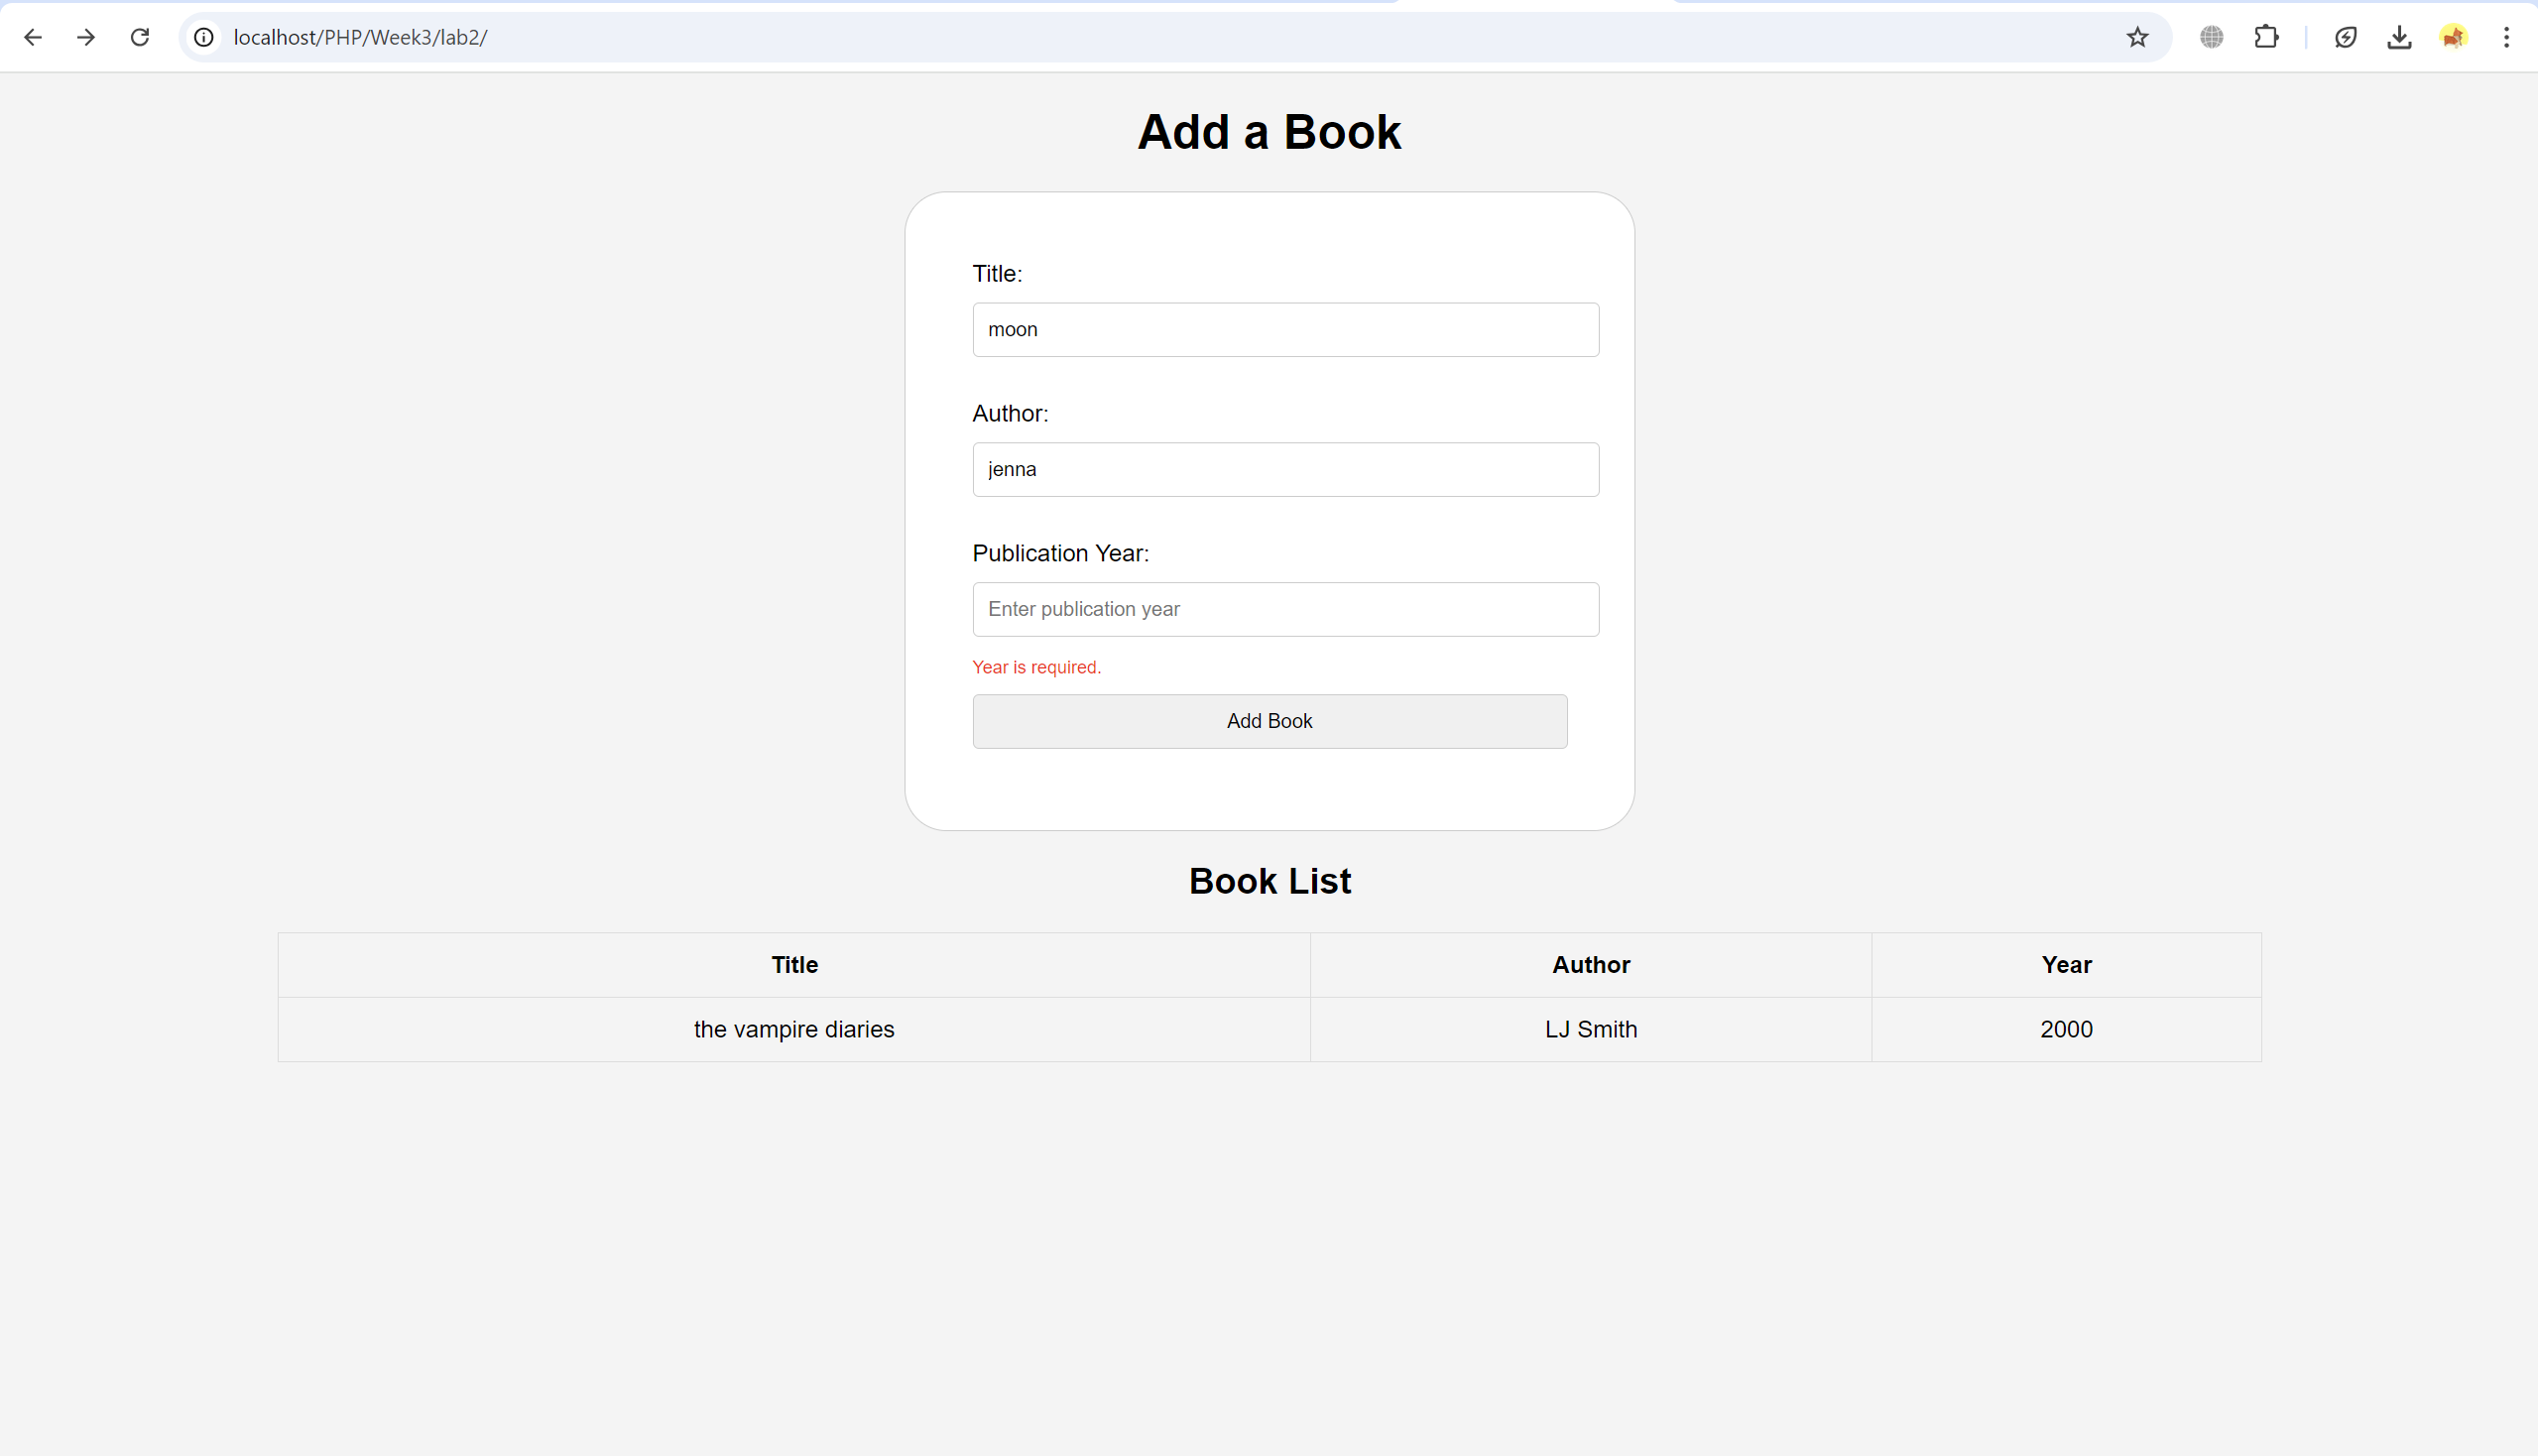 localhost/PHP/Week3/lab2/
Add a Book
Title:
moon
Author:
jenna
Publication Year:
Enter publication year
Year is required.
Add Book
Book List
Title Author Year
the vampire diaries LJ Smith 2000